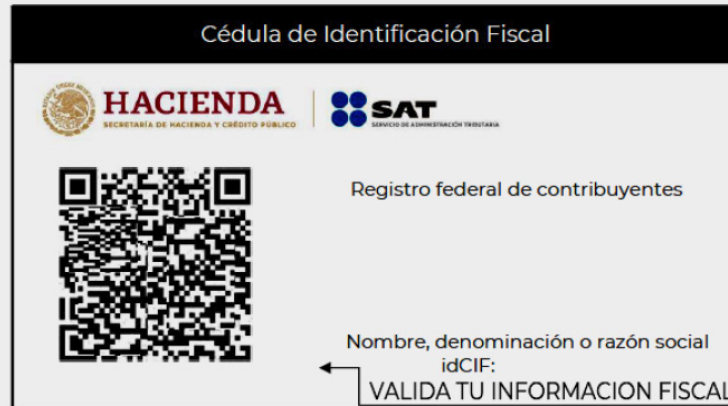 Cédula de Identificación Fiscal
HACIENDA
SECRETARÍA DE HACIENDA Y CRÉDITO PÚBLICO
SAT
SERVICIO DE ADMINISTRACIÓN TRIBUTARIA
Registro federal de contribuyentes
Nombre, denominación o razón social
idCIF:
VALIDA TU INFORMACION FISCAL